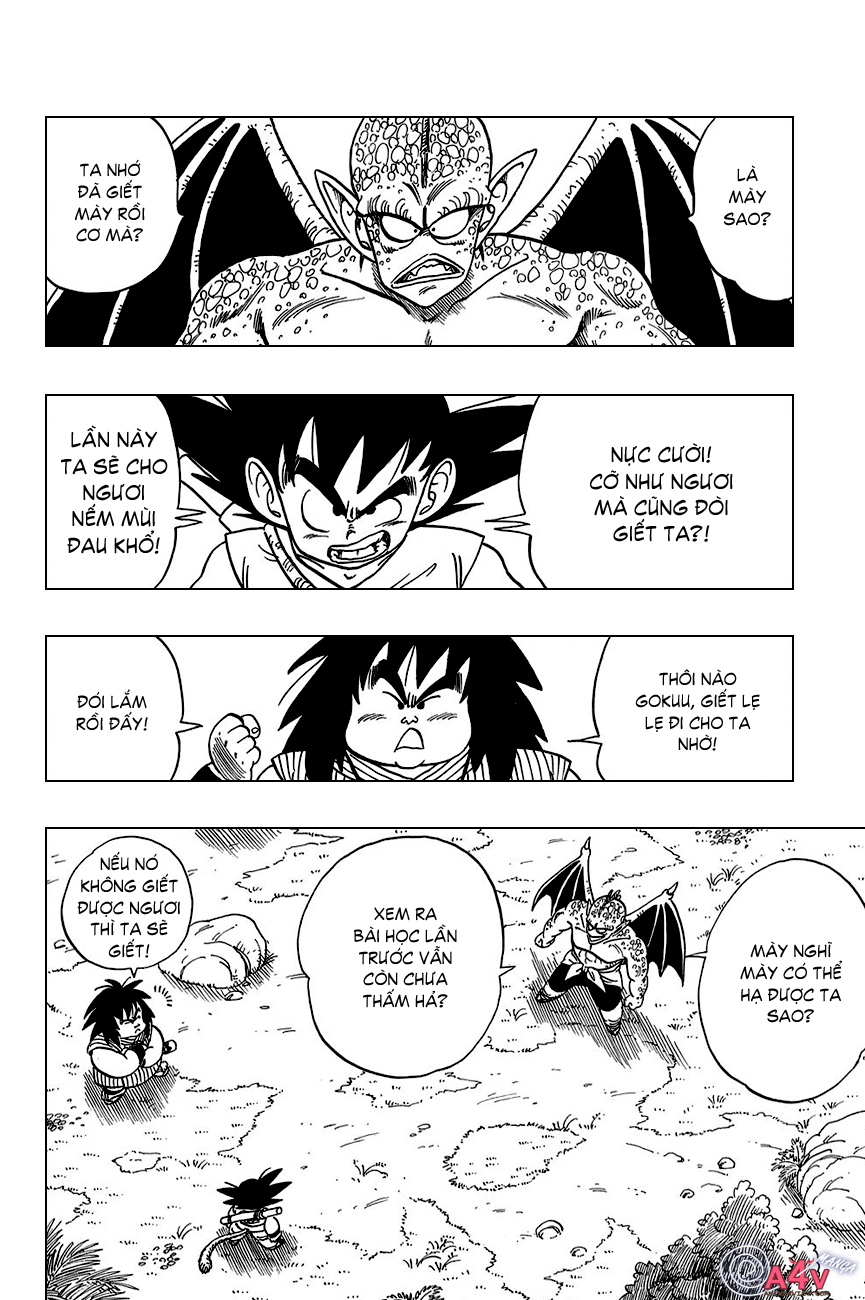 LÀ
MÀY
SAO?
TA NHỚ
ĐÃ GIẾT
MÀY RỒI
CƠ MÀ?
NỰC CƯỜI!
CỠ NHƯ NGƯƠI
MÀ CŨNG ĐÒI
GIẾT TA?!
LẦN NÀY
TA SẼ CHO
NGƯƠI
NẾM MÙI
ĐAU KHỔ!
THÔI NÀO
GOKUU, GIẾT LẸ
LẸ ĐI CHO TA
NHỜ!
ĐÓI LẮM
RỒI ĐẤY!
MÀY NGHĨ
MÀY CÓ THỂ
HẠ ĐƯỢC TA
SAO?
XEM RA
BÀI HỌC LẦN
TRƯỚC VẪN
CÒN CHƯA
THẤM HẢ?
NẾU NÓ
KHÔNG GIẾT
ĐƯỢC NGƯƠI
THÌ TA SẼ
GIẾT!
A4V